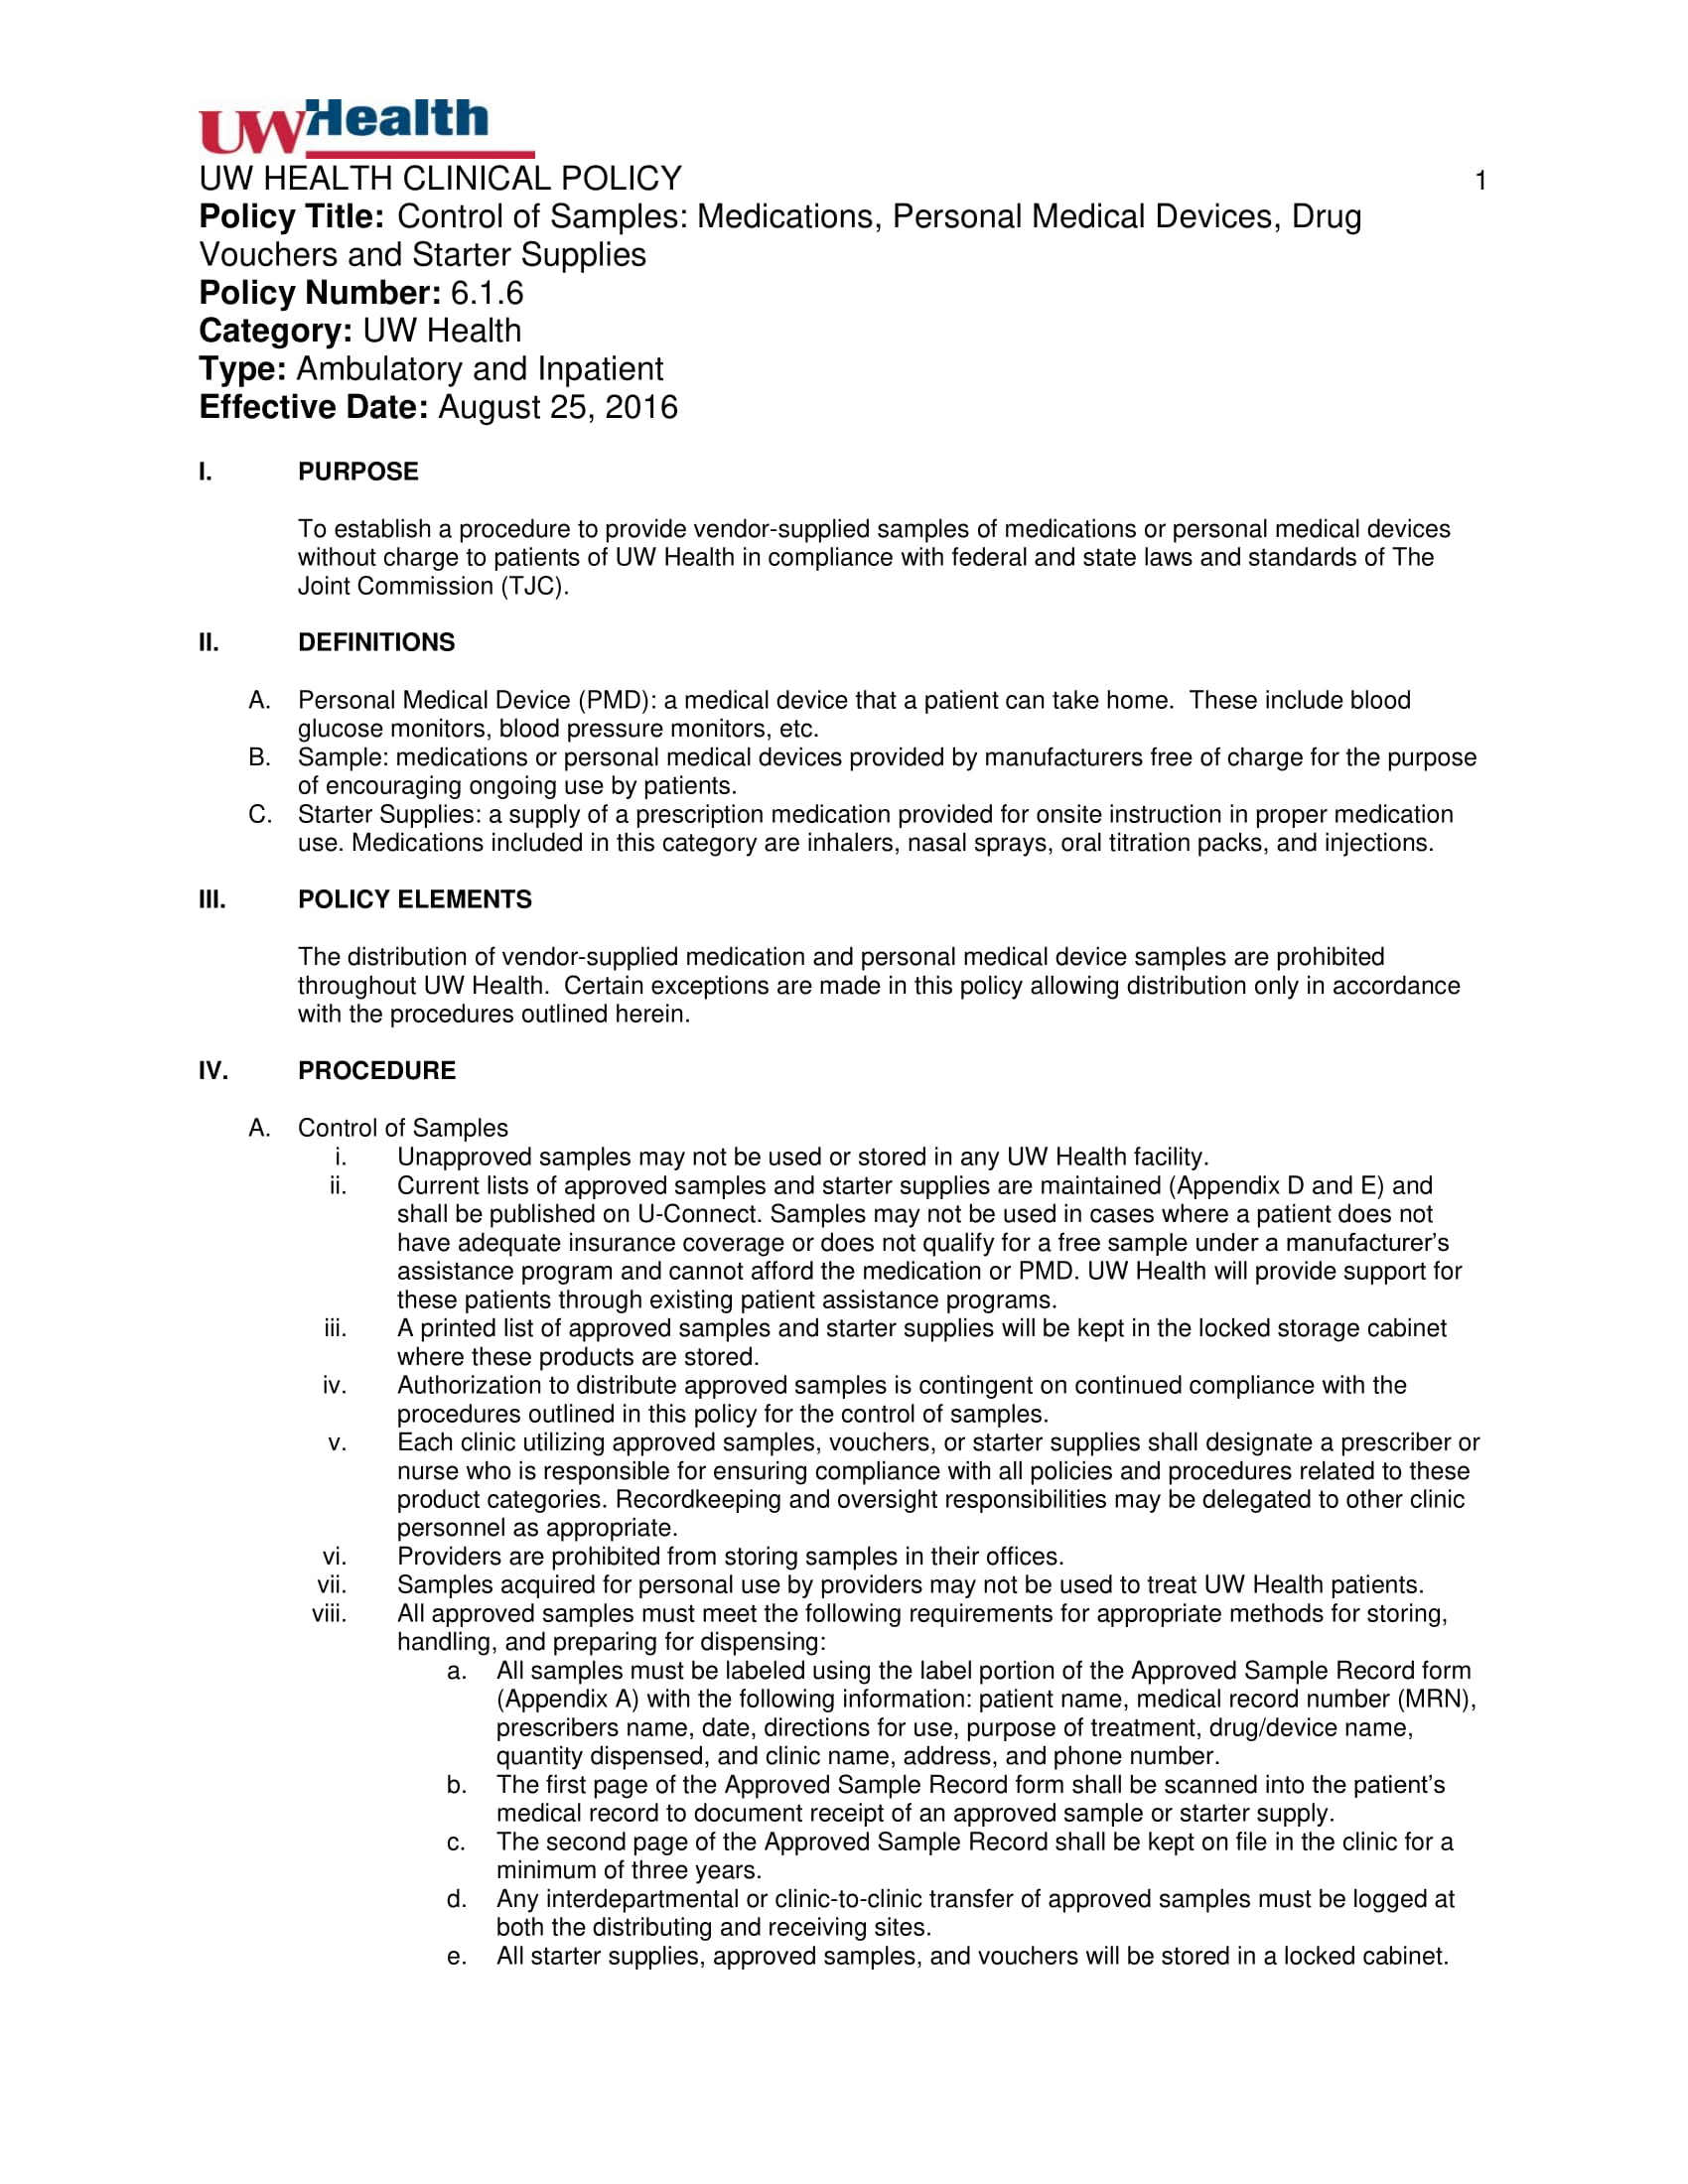 UWHealth
UW HEALTH CLINICAL POLICY 1
Policy Title: Control of Samples: Medications, Personal Medical Devices, Drug
Vouchers and Starter Supplies
Policy Number: 6.1.6
Category: UW Health
Type: Ambulatory and Inpatient
Effective Date: August 25, 2016
I. PURPOSE
To establish a procedure to provide vendor-supplied samples of medications or personal medical devices
without charge to patients of UW Health in compliance with federal and state laws and standards of The
Joint Commission (TJC).
II. DEFINITIONS
A. Personal Medical Device (PMD): a medical device that a patient can take home. These include blood
glucose monitors, blood pressure monitors, etc.
B. Sample: medications or personal medical devices provided by manufacturers free of charge for the purpose
of encouraging ongoing use by patients.
C. Starter Supplies: a supply of a prescription medication provided for onsite instruction in proper medication
use. Medications included in this category are inhalers, nasal sprays, oral titration packs, and injections.
III. POLICY ELEMENTS
The distribution of vendor-supplied medication and personal medical device samples are prohibited
throughout UW Health. Certain exceptions are made in this policy allowing distribution only in accordance
with the procedures outlined herein.
IV. PROCEDURE
A. Control of Samples
i. Unapproved samples may not be used or stored in any UW Health facility.
ii. Current lists of approved samples and starter supplies are maintained (Appendix D and E) and
shall be published on U-Connect. Samples may not be used in cases where a patient does not
have adequate insurance coverage or does not qualify for a free sample under a manufacturer’s
assistance program and cannot afford the medication or PMD. UW Health will provide support for
these patients through existing patient assistance programs.
iii. A printed list of approved samples and starter supplies will be kept in the locked storage cabinet
where these products are stored.
iv. Authorization to distribute approved samples is contingent on continued compliance with the
procedures outlined in this policy for the control of samples.
v. Each clinic utilizing approved samples, vouchers, or starter supplies shall designate a prescriber or
nurse who is responsible for ensuring compliance with all policies and procedures related to these
product categories. Recordkeeping and oversight responsibilities may be delegated to other clinic
personnel as appropriate.
vi. Providers are prohibited from storing samples in their offices.
vii. Samples acquired for personal use by providers may not be used to treat UW Health patients.
viii. All approved samples must meet the following requirements for appropriate methods for storing,
handling, and preparing for dispensing:
a. All samples must be labeled using the label portion of the Approved Sample Record form
(Appendix A) with the following information: patient name, medical record number (MRN),
prescribers name, date, directions for use, purpose of treatment, drug/device name,
quantity dispensed, and clinic name, address, and phone number.
b. The first page of the Approved Sample Record form shall be scanned into the patient’s
medical record to document receipt of an approved sample or starter supply.
c. The second page of the Approved Sample Record shall be kept on file in the clinic for a
minimum of three years.
d. Any interdepartmental or clinic-to-clinic transfer of approved samples must be logged at
both the distributing and receiving sites.
e. All starter supplies, approved samples, and vouchers will be stored in a locked cabinet.